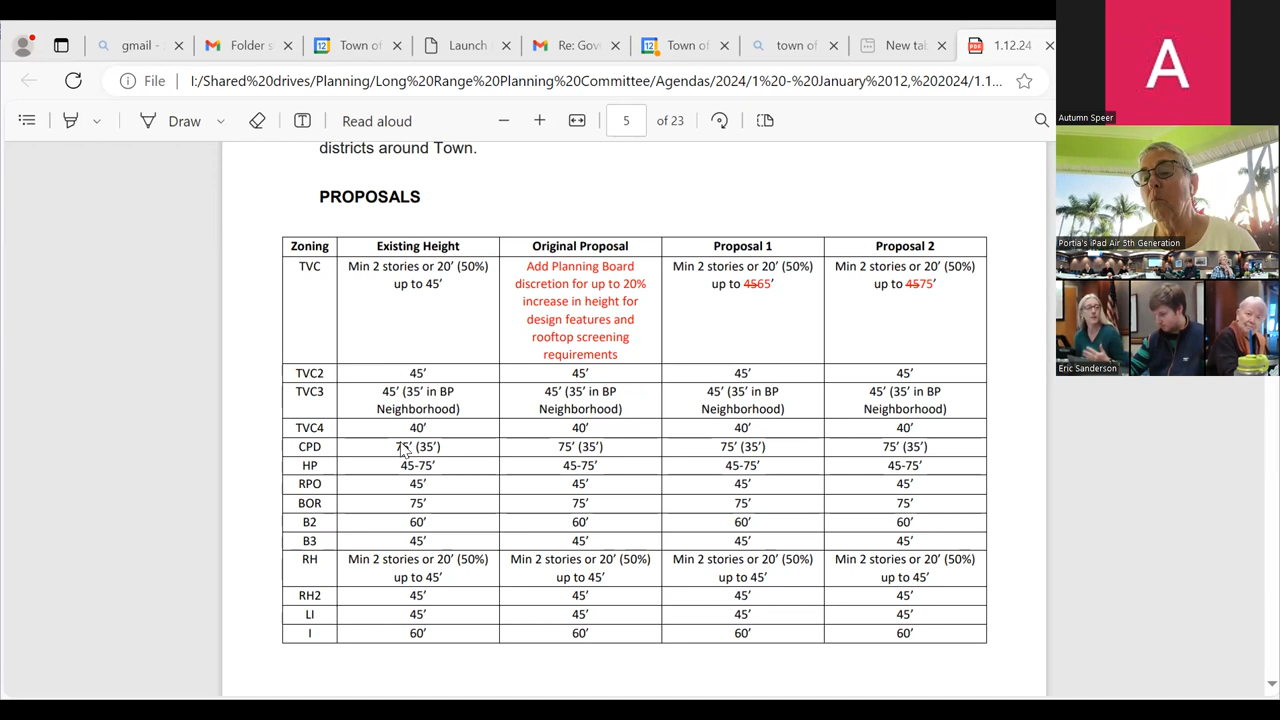 gmail -
Folder s
Town of
Launch
Re: Gov
Town of
town of
New tab
1.12.24
File
I:/Shared%20drives/Planning/Long%20Range%20Planning%20Committee/Agendas/2024/1%20-%20January%2012,%202024/1.1...
Draw
Read aloud
5
of 23
A
Autumn Speer
Portia's iPad Air 5th Generation
Eric Sanderson
districts around Town.
PROPOSALS
Zoning Existing Height Original Proposal Proposal 1 Proposal 2
TVC Min 2 stories or 20’ (50%) Add Planning Board Min 2 stories or 20’ (50%) Min 2 stories or 20’ (50%)
up to 45’ discretion for up to 20% up to 4565’ up to 4575’
increase in height for
design features and
rooftop screening
requirements
TVC2 45’ 45’ 45’ 45’
TVC3 45’ (35’ in BP 45’ (35’ in BP 45’ (35’ in BP 45’ (35’ in BP
Neighborhood) Neighborhood) Neighborhood) Neighborhood)
TVC4 40’ 40’ 40’ 40’
CPD 75’ (35’) 75’ (35’) 75’ (35’) 75’ (35’)
HP 45-75’ 45-75’ 45-75’ 45-75’
RPO 45’ 45’ 45’ 45’
BOR 75’ 75’ 75’ 75’
B2 60’ 60’ 60’ 60’
B3 45’ 45’ 45’ 45’
RH Min 2 stories or 20’ (50%) Min 2 stories or 20’ (50%) Min 2 stories or 20’ (50%) Min 2 stories or 20’ (50%)
up to 45’ up to 45’ up to 45’ up to 45’
RH2 45’ 45’ 45’ 45’
LI 45’ 45’ 45’ 45’
I 60’ 60’ 60’ 60’